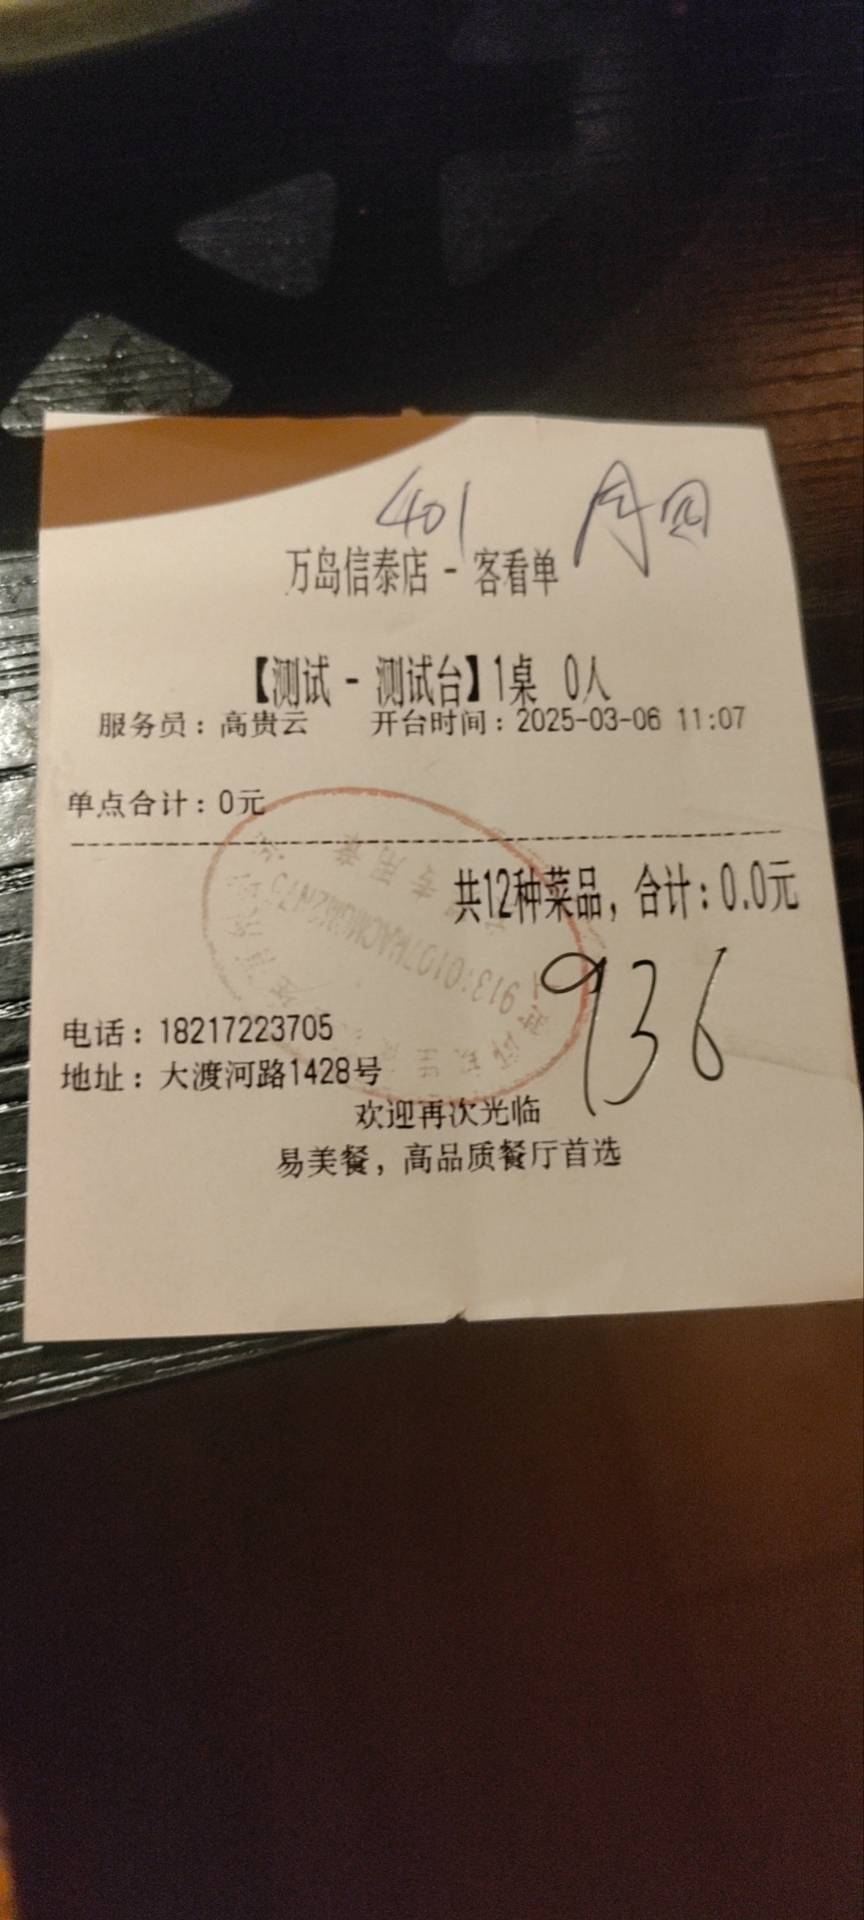 401
万岛信泰店 - 客看单
【测试 - 测试台】1桌 0人
服务员：高贵云 开台时间：2025-03-06 11:07
单点合计：0元
共12种菜品，合计：0.0元
936
电话：18217223705
地址：大渡河路1428号
欢迎再次光临
易美餐，高品质餐厅首选
专用章